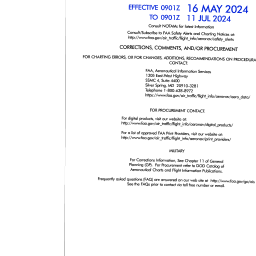 EFFECTIVE 0901Z 16 MAY 2024
TO 0901Z 11 JUL 2024
Consult NOTAMs for latest information
Consult/Subscribe to FAA Safety Alerts and Charting Notices at:
http://www.faa.gov/air_traffic/flight_info/aeronav/safety_alerts
CORRECTIONS, COMMENTS, AND/OR PROCUREMENT
FOR CHARTING ERRORS, OR FOR CHANGES, ADDITIONS, RECOMMENDATIONS ON PROCEDURA
CONTACT:
FAA, Aeronautical Information Services
1305 East-West Highway
SSMC 4, Suite 4400
Silver Spring, MD 20910-3281
Telephone 1-800-638-8972
https://www.faa.gov/air_traffic/flight_info/aeronav/aero_data/
FOR PROCUREMENT CONTACT:
For digital products, visit our website at:
http://www.faa.gov/air_traffic/flight_info/aeronav/digital_products/
For a list of approved FAA Print Providers, visit our website at:
http://www.faa.gov/air_traffic/flight_info/aeronav/print_providers/
MILITARY
For Corrections Information, See Chapter 11 of General
Planning (GP). For Procurement refer to DOD Catalog of
Aeronautical Charts and Flight Information Publications.
Frequently asked questions (FAQ) are answered on our web site at http://www.faa.gov/go/ais
See the FAQs prior to contact via toll free number or email.